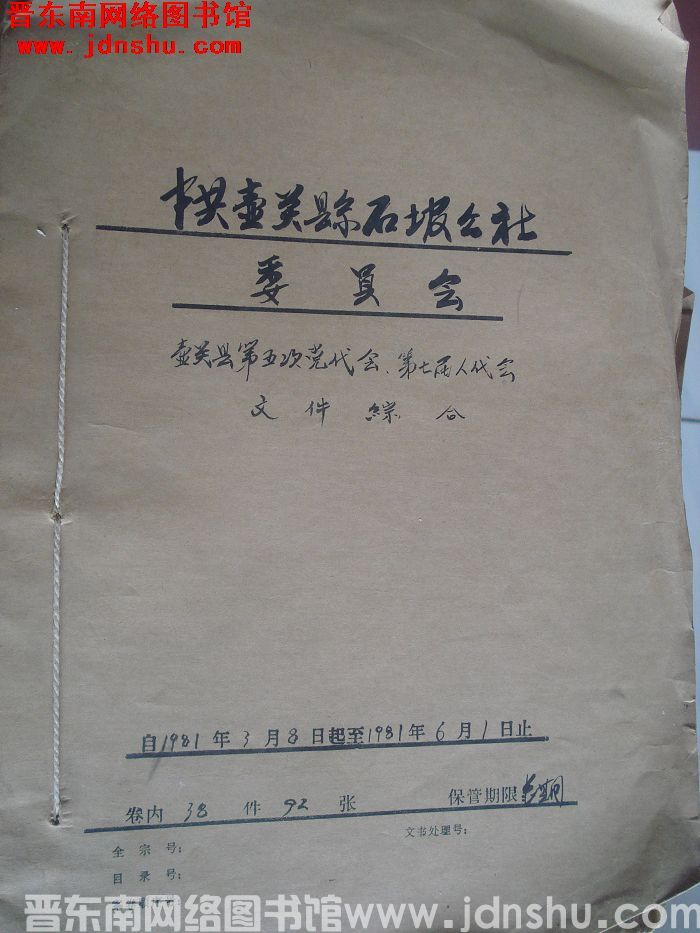 晋东南网络图书馆
www.jdnshu.com
中共壶关县石坡公社
委员会
壶关县第五次党代会、第七届人代会
文件综合
自1981年3月8日起至1981年6月1日止
卷内38件92张 保管期限长期
文书处理号:
全宗号:
目录号:
晋东南网络图书馆www.jdnshu.com